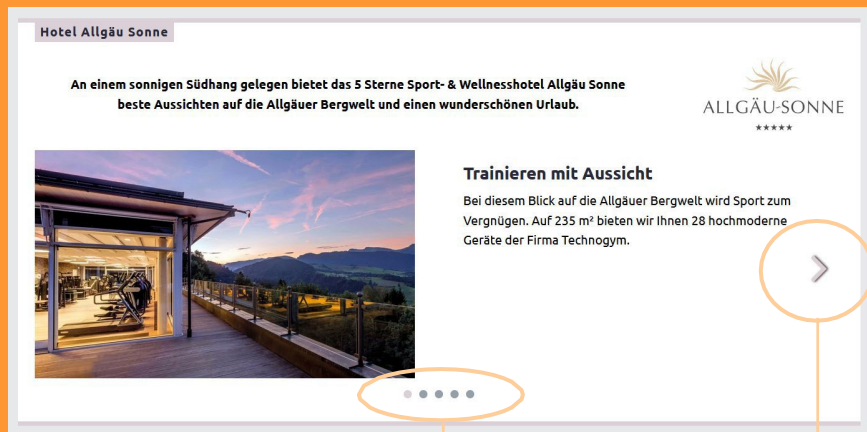 Hotel Allgäu Sonne
An einem sonnigen Südhang gelegen bietet das 5 Sterne Sport- & Wellnesshotel Allgäu Sonne
beste Aussichten auf die Allgäuer Bergwelt und einen wunderschönen Urlaub.
ALLGÄU-SONNE
★★★★★
Trainieren mit Aussicht
Bei diesem Blick auf die Allgäuer Bergwelt wird Sport zum
Vergnügen. Auf 235 m² bieten wir Ihnen 28 hochmoderne
Geräte der Firma Technogym.